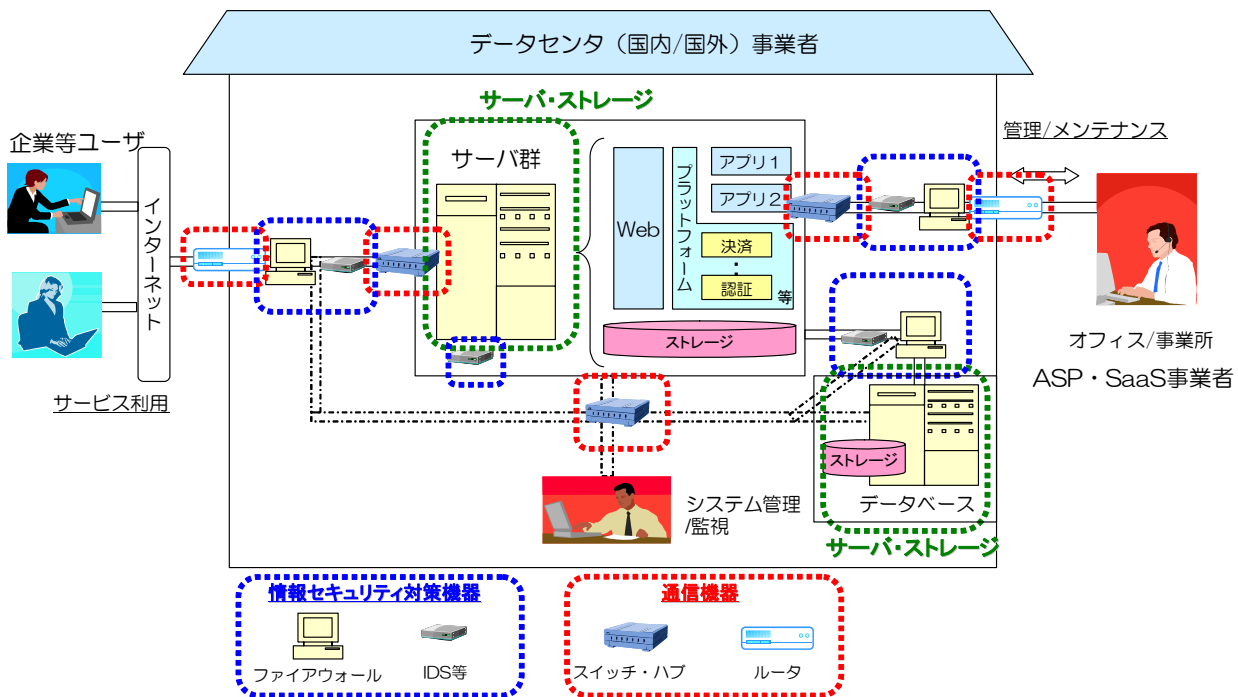 データセンタ（国内/国外）事業者
サーバ・ストレージ
企業等ユーザ
インターネット
サービス利用
サーバ群
Web
プラットフォーム
アプリ１
アプリ２
決済
・
・
認証
等
ストレージ
管理/メンテナンス
オフィス/事業所
ASP・SaaS事業者
ストレージ
データベース
サーバ・ストレージ
システム管理
/監視
情報セキュリティ対策機器
ファイアウォール
IDS等
通信機器
スイッチ・ハブ
ルータ